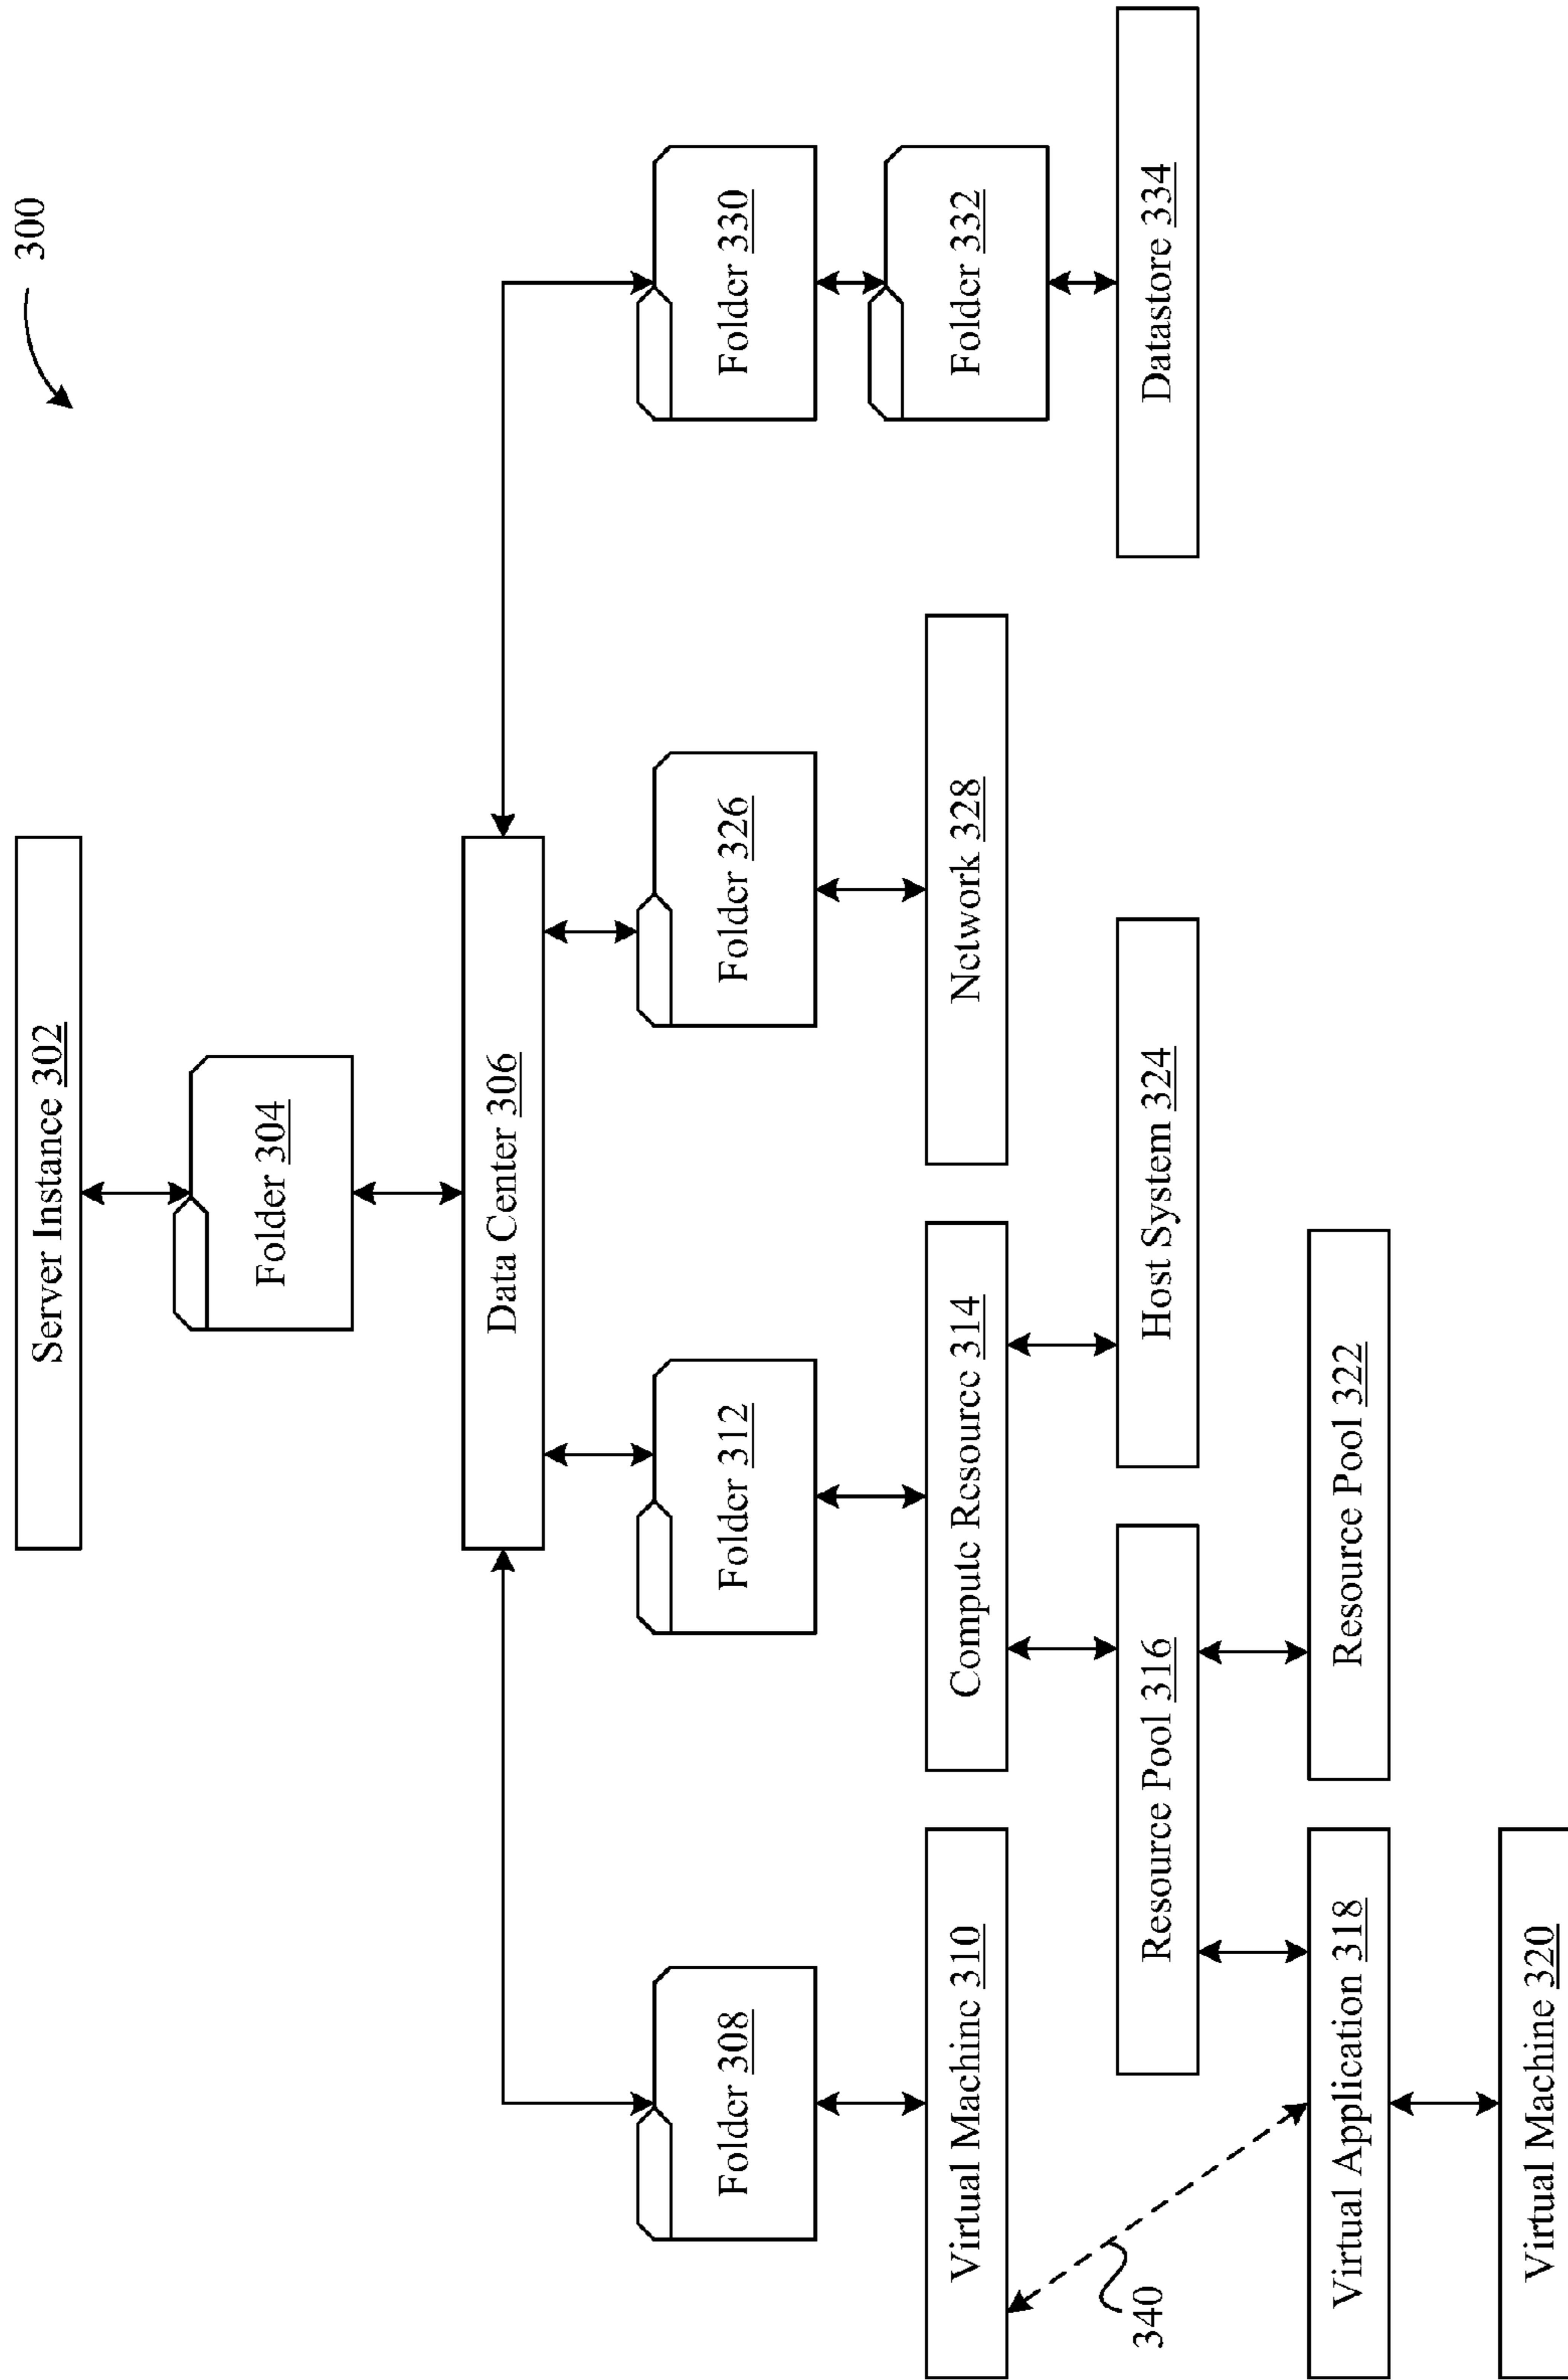 300
Server Instance 302
Folder 304
Data Center 306
Folder 308
Folder 312
Folder 326
Folder 330
Virtual Machine 310
Compute Resource 314
Network 328
Folder 332
340
Resource Pool 316
Host System 324
Datastore 334
Virtual Application 318
Resource Pool 322
Virtual Machine 320